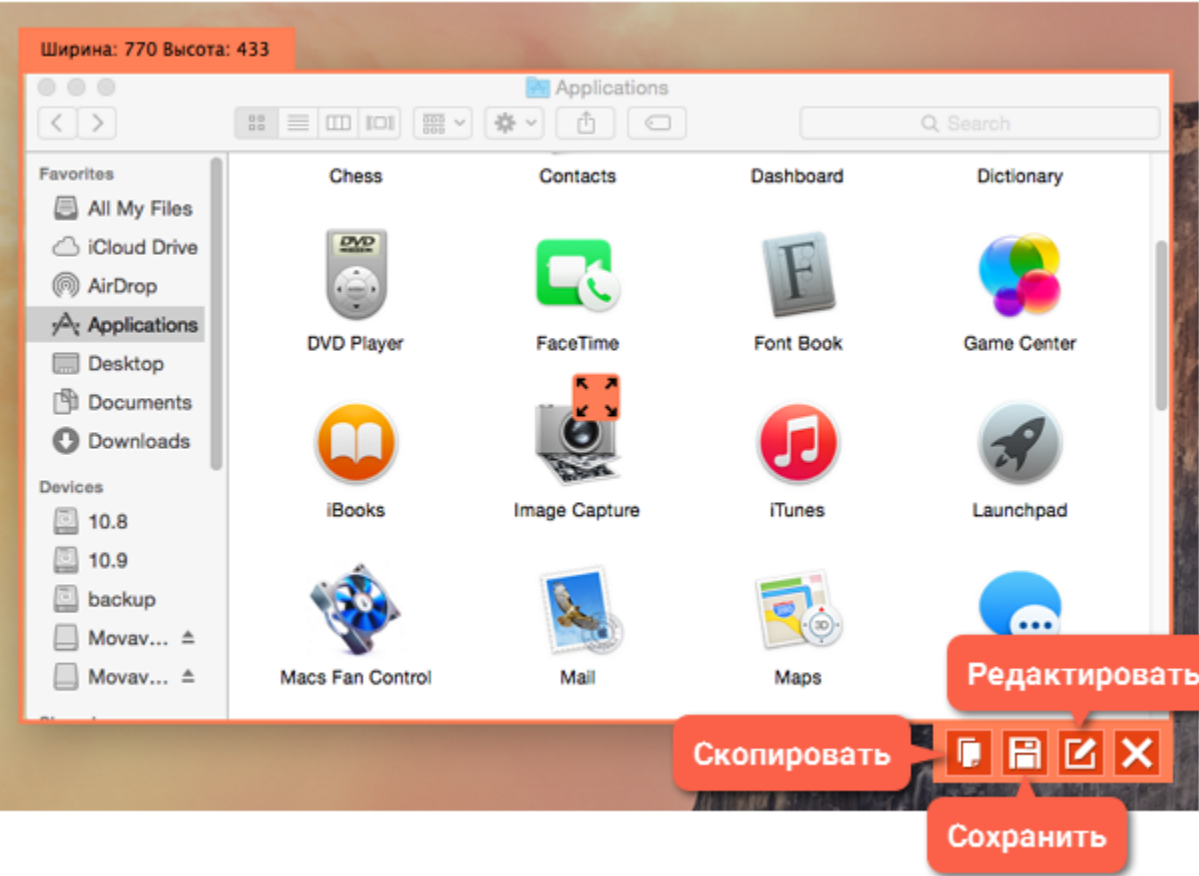 Ширина: 770 Высота: 433
Applications
Search
Favorites
All My Files
iCloud Drive
AirDrop
Applications
Desktop
Documents
Downloads
Devices
10.8
10.9
backup
Movav...
Movav...
Chess
Contacts
Dashboard
Dictionary
DVD
DVD Player
FaceTime
F
Font Book
Game Center
iBooks
Image Capture
iTunes
Launchpad
Macs Fan Control
Mail
3D
Maps
Редактировать
Скопировать
Сохранить